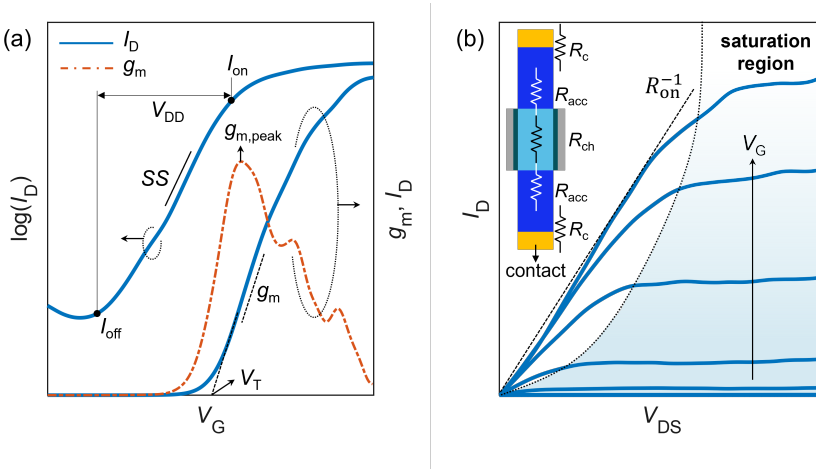 (a)
I_D
g_m
I_on
V_DD
g_m,peak
SS
log(I_D)
g_m, I_D
g_m
I_off
V_T
V_G
(b)
saturation
region
R_on^−1
R_c
R_acc
R_ch
R_acc
R_c
contact
V_G
I_D
V_DS